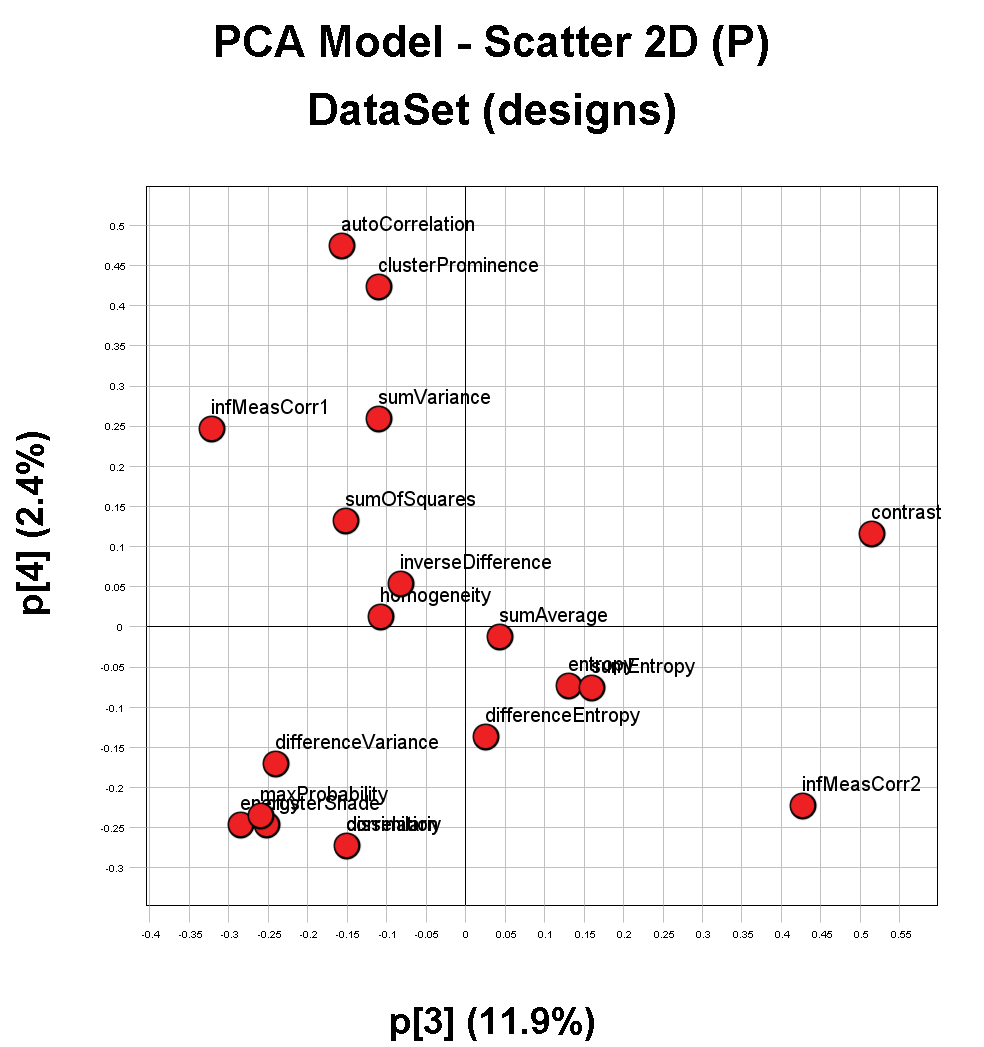 PCA Model - Scatter 2D (P)
DataSet (designs)
0.5
0.45
0.4
0.35
0.3
0.25
0.2
0.15
0.1
0.05
0
-0.05
-0.1
-0.15
-0.2
-0.25
-0.3
p[4] (2.4%)
autoCorrelation
clusterProminence
sumVariance
infMeasCorr1
sumOfSquares
contrast
inverseDifference
homogeneity
sumAverage
entropy
sumEntropy
differenceEntropy
differenceVariance
infMeasCorr2
maxProbability
energy
clusterShade
-0.4 -0.35 -0.3 -0.25 -0.2 -0.15 -0.1 -0.05 0 0.05 0.1 0.15 0.2 0.25 0.3 0.35 0.4 0.45 0.5 0.55
p[3] (11.9%)